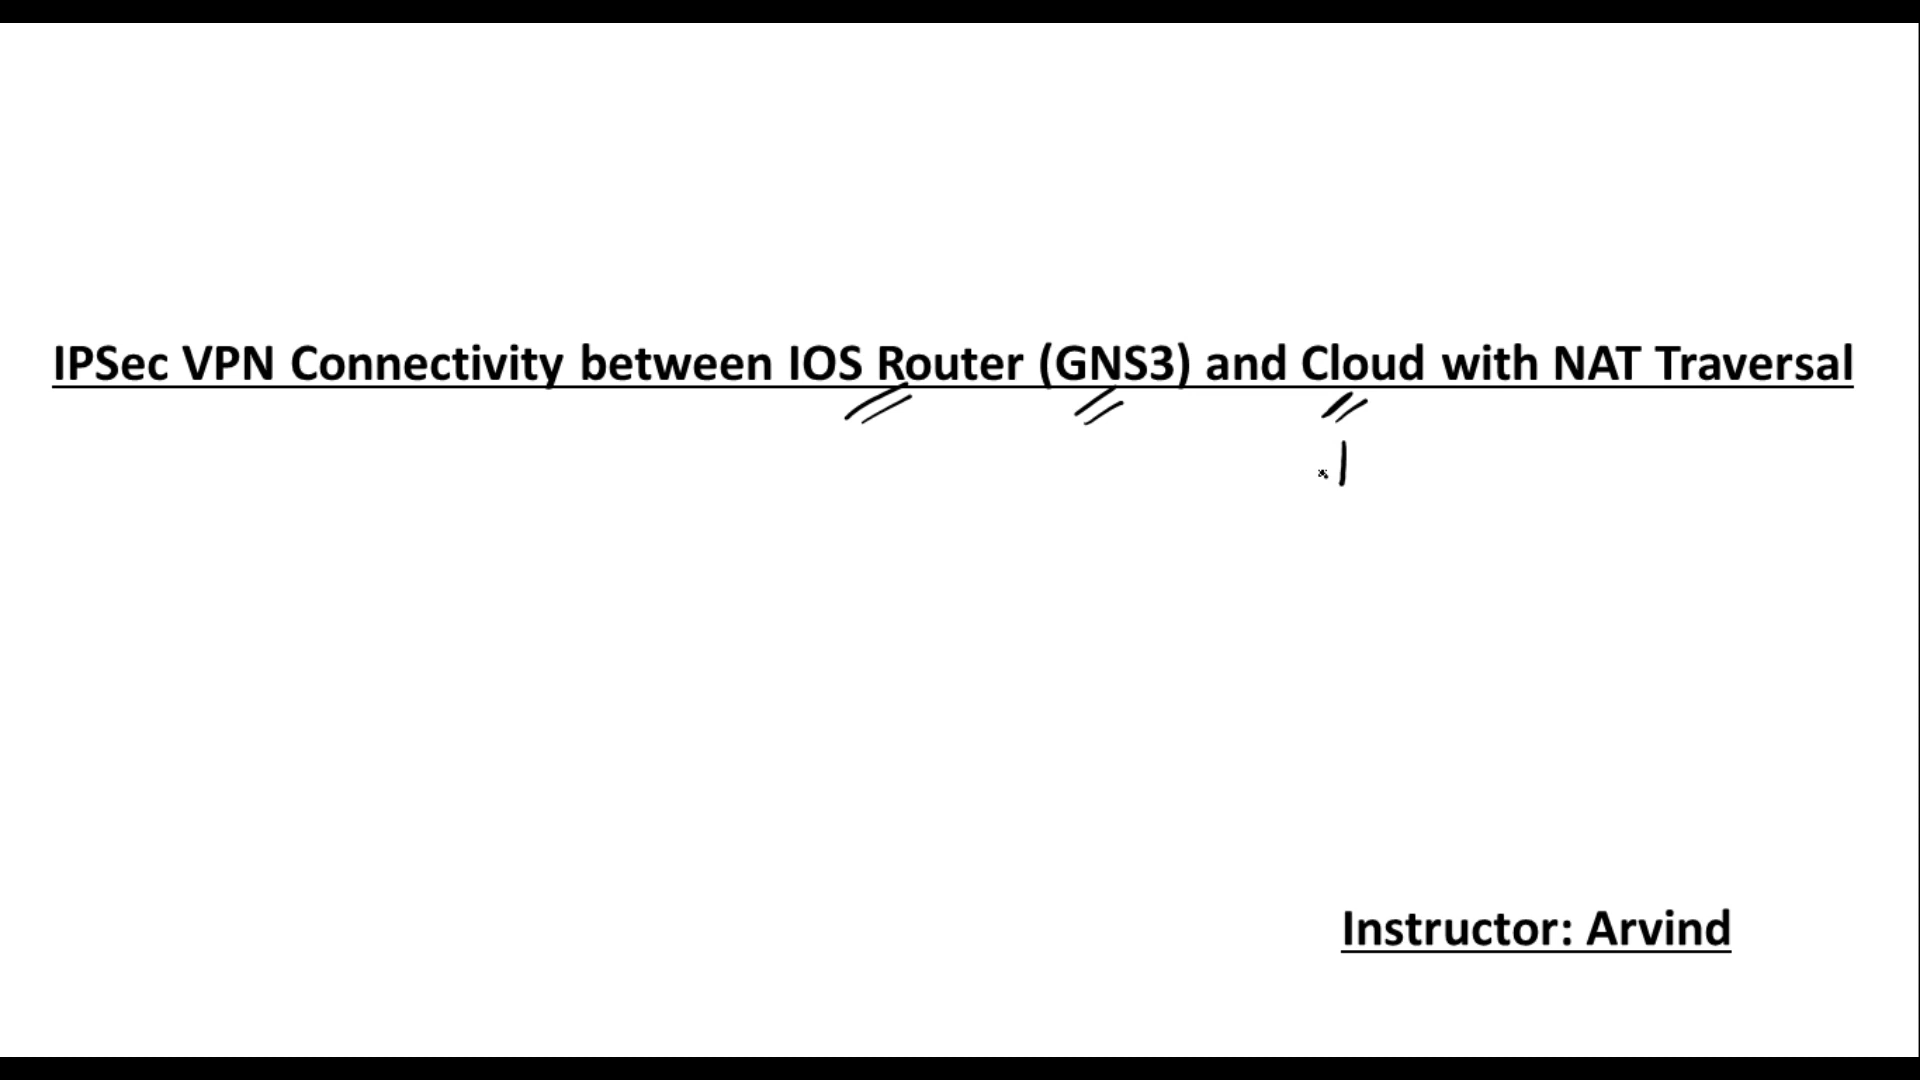 IPSec VPN Connectivity between IOS Router (GNS3) and Cloud with NAT Traversal
Instructor: Arvind